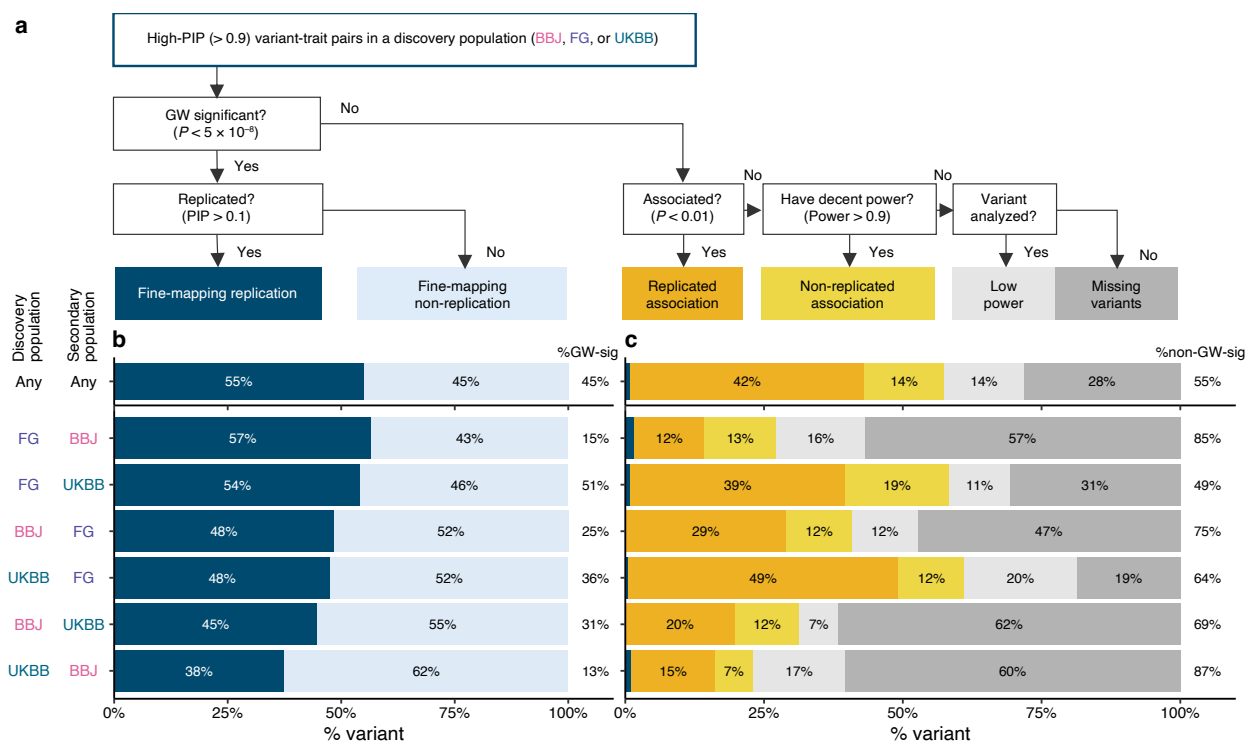 a
High-PIP (> 0.9) variant-trait pairs in a discovery population (BBJ, FG, or UKBB)
GW significant?
(P < 5 × 10⁻⁸)
No
Yes
Replicated?
(PIP > 0.1)
No
Yes
Fine-mapping replication
Fine-mapping
non-replication
Associated?
(P < 0.01)
No
Have decent power?
(Power > 0.9)
No
Variant
analyzed?
Yes
Yes
Yes
No
Replicated
association
Non-replicated
association
Low
power
Missing
variants
Discovery
population
Secondary
population
b
%GW-sig
c
%non-GW-sig
Any Any 55% 45% 45% 42% 14% 14% 28% 55%
FG BBJ 57% 43% 15% 12% 13% 16% 57% 85%
FG UKBB 54% 46% 51% 39% 19% 11% 31% 49%
BBJ FG 48% 52% 25% 29% 12% 12% 47% 75%
UKBB FG 48% 52% 36% 49% 12% 20% 19% 64%
BBJ UKBB 45% 55% 31% 20% 12% 7% 62% 69%
UKBB BBJ 38% 62% 13% 15% 7% 17% 60% 87%
0% 25% 50% 75% 100% 0% 25% 50% 75% 100%
% variant % variant